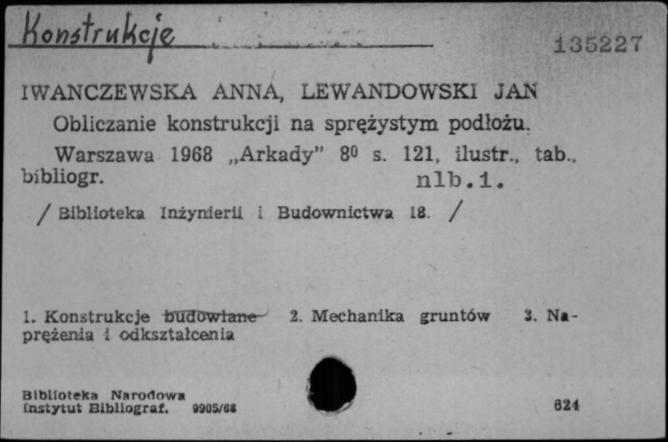 Konstrukcje
135227
IWANCZEWSKA ANNA, LEWANDOWSKI JAN
Obliczanie konstrukcji na sprężystym podłożu.
Warszawa 1968 „Arkady” 8⁰ s. 121, ilustr., tab.,
bibliogr. nlb.1.
/ Biblioteka Inżynierii i Budownictwa 18. /
1. Konstrukcje budowlane 2. Mechanika gruntów 3. Na-
prężenia i odkształcenia
Biblioteka Narodowa
Instytut Bibliograf. 9905/68
624